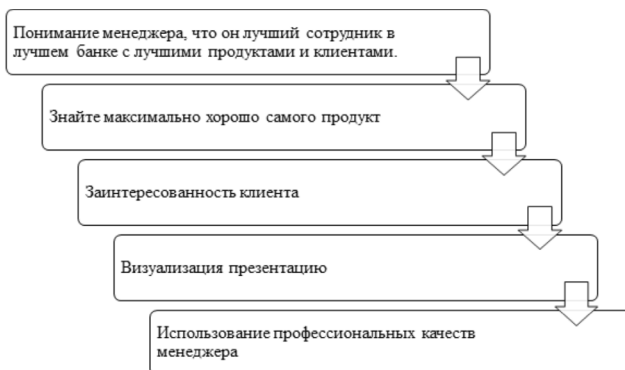 Понимание менеджера, что он лучший сотрудник в
лучшем банке с лучшими продуктами и клиентами.
Знайте максимально хорошо самого продукт
Заинтересованность клиента
Визуализация презентацию
Использование профессиональных качеств
менеджера